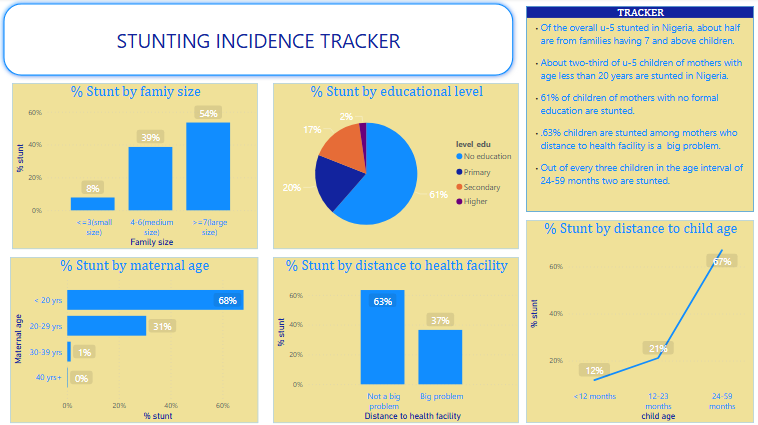 STUNTING INCIDENCE TRACKER
TRACKER
· Of the overall u-5 stunted in Nigeria, about half
are from families having 7 and above children.
· About two-third of u-5 children of mothers with
age less than 20 years are stunted in Nigeria.
· 61% of children of mothers with no formal
education are stunted.
· .63% children are stunted among mothers who
distance to health facility is a big problem.
· Out of every three children in the age interval of
24-59 months two are stunted.
% Stunt by famiy size
% stunt
60%
40%
20%
0%
8%
39%
54%
<=3(small
size)
4-6(medium
size)
>=7(large
size)
Family size
% Stunt by educational level
2%
17%
20%
61%
level edu
No education
Primary
Secondary
Higher
% Stunt by maternal age
Maternal age
< 20 yrs
68%
20-29 yrs
31%
30-39 yrs
1%
40 yrs+
0%
0%
20%
40%
60%
% stunt
% Stunt by distance to health facility
% stunt
60%
40%
20%
0%
63%
37%
Not a big
problem
Big problem
Distance to health facility
% Stunt by distance to child age
% stunt
60%
40%
20%
12%
21%
67%
<12 months
12-23
months
24-59
months
child age